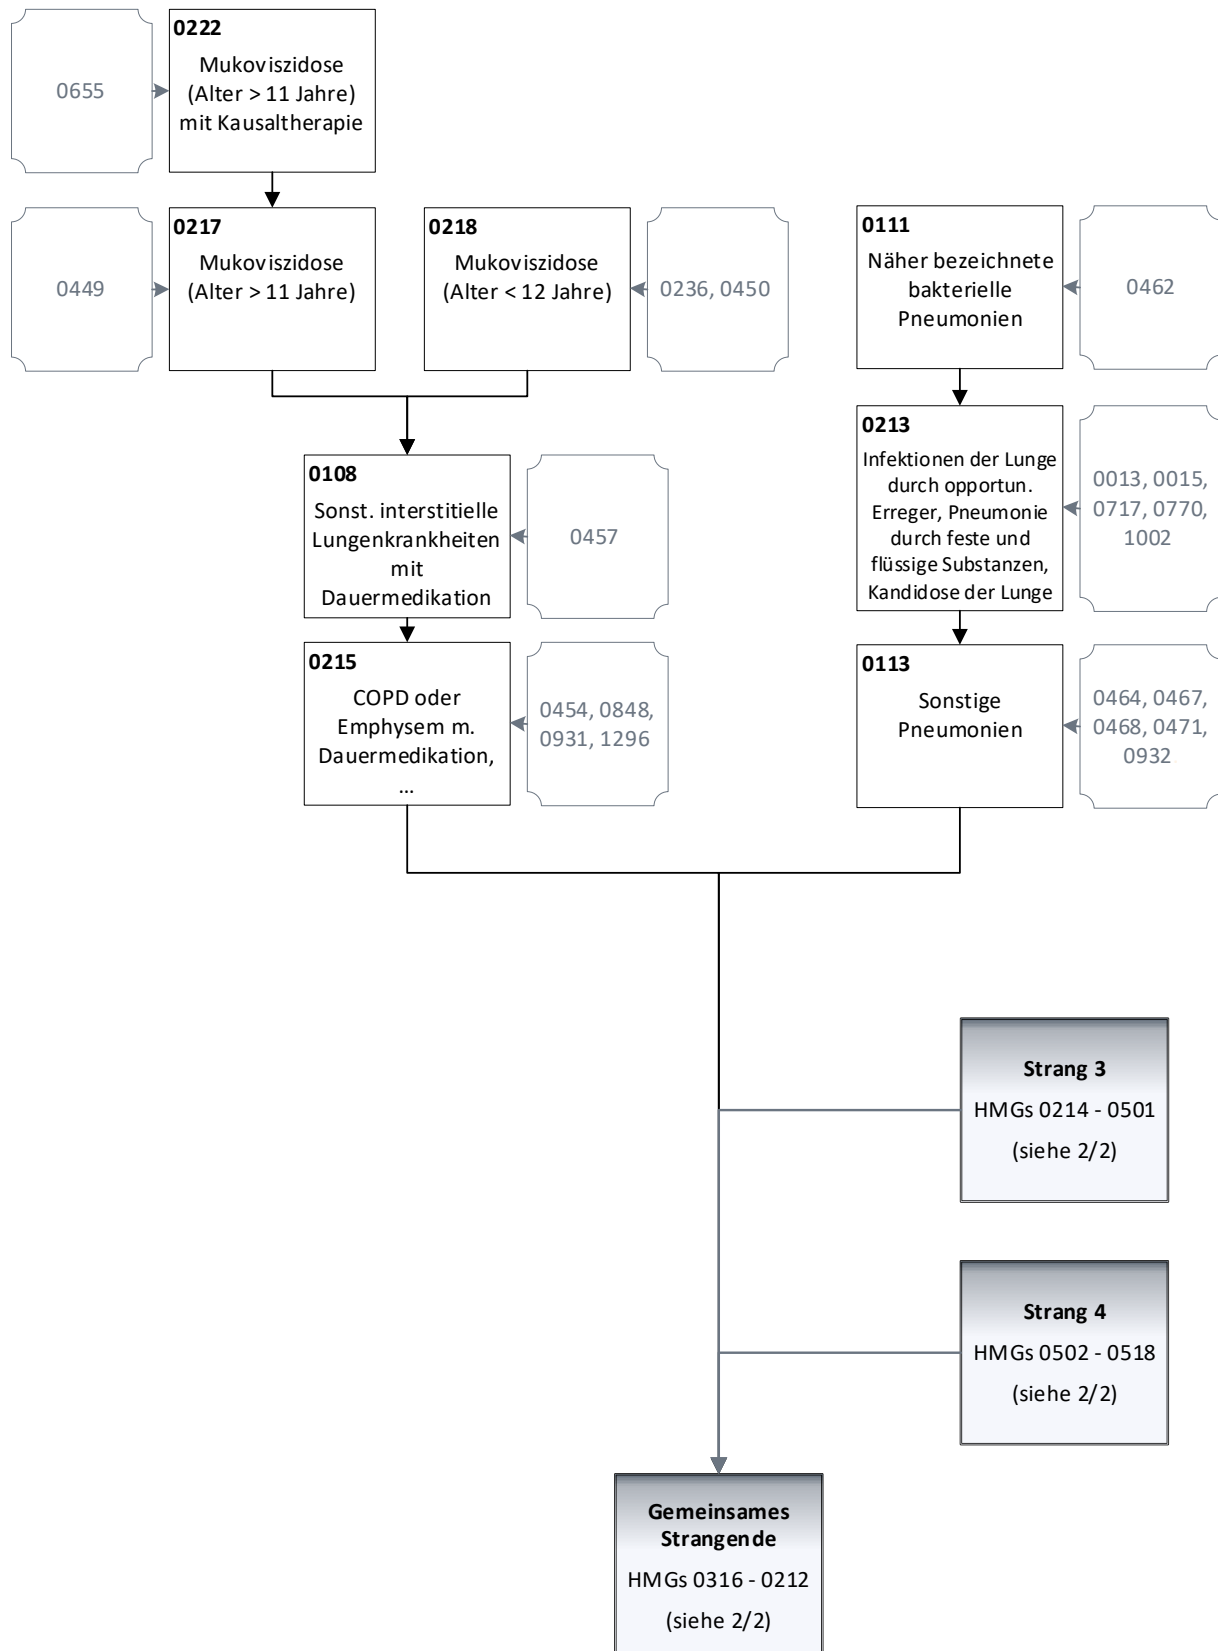 0222
Mukoviszidose
(Alter > 11 Jahre)
mit Kausaltherapie
0655
0217
Mukoviszidose
(Alter > 11 Jahre)
0449
0218
Mukoviszidose
(Alter < 12 Jahre)
0236, 0450
0111
Näher bezeichnete
bakterielle
Pneumonien
0462
0108
Sonst. interstitielle
Lungenkrankheiten
mit
Dauermedikation
0457
0213
Infektionen der Lunge
durch opportun.
Erreger, Pneumonie
durch feste und
flüssige Substanzen,
Kandidose der Lunge
0013, 0015,
0717, 0770,
1002
0215
COPD oder
Emphysem m.
Dauermedikation,
...
0454, 0848,
0931, 1296
0113
Sonstige
Pneumonien
0464, 0467,
0468, 0471,
0932
Strang 3
HMGs 0214 - 0501
(siehe 2/2)
Strang 4
HMGs 0502 - 0518
(siehe 2/2)
Gemeinsames
Strangende
HMGs 0316 - 0212
(siehe 2/2)